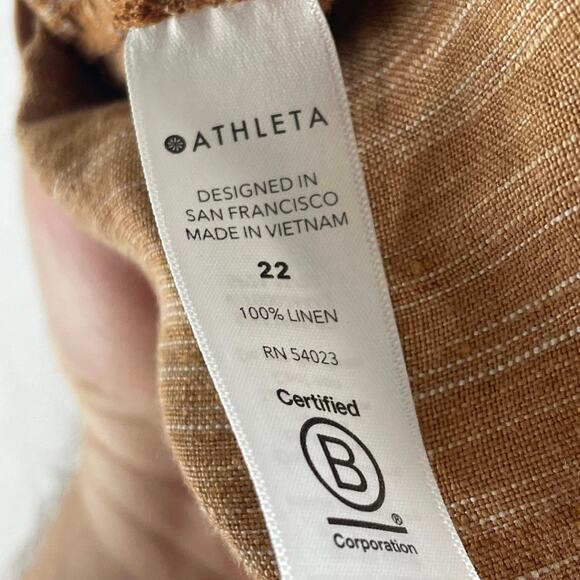 ATHLETA
DESIGNED IN
SAN FRANCISCO
MADE IN VIETNAM
22
100% LINEN
RN 54023
Certified
B
®
Corporation